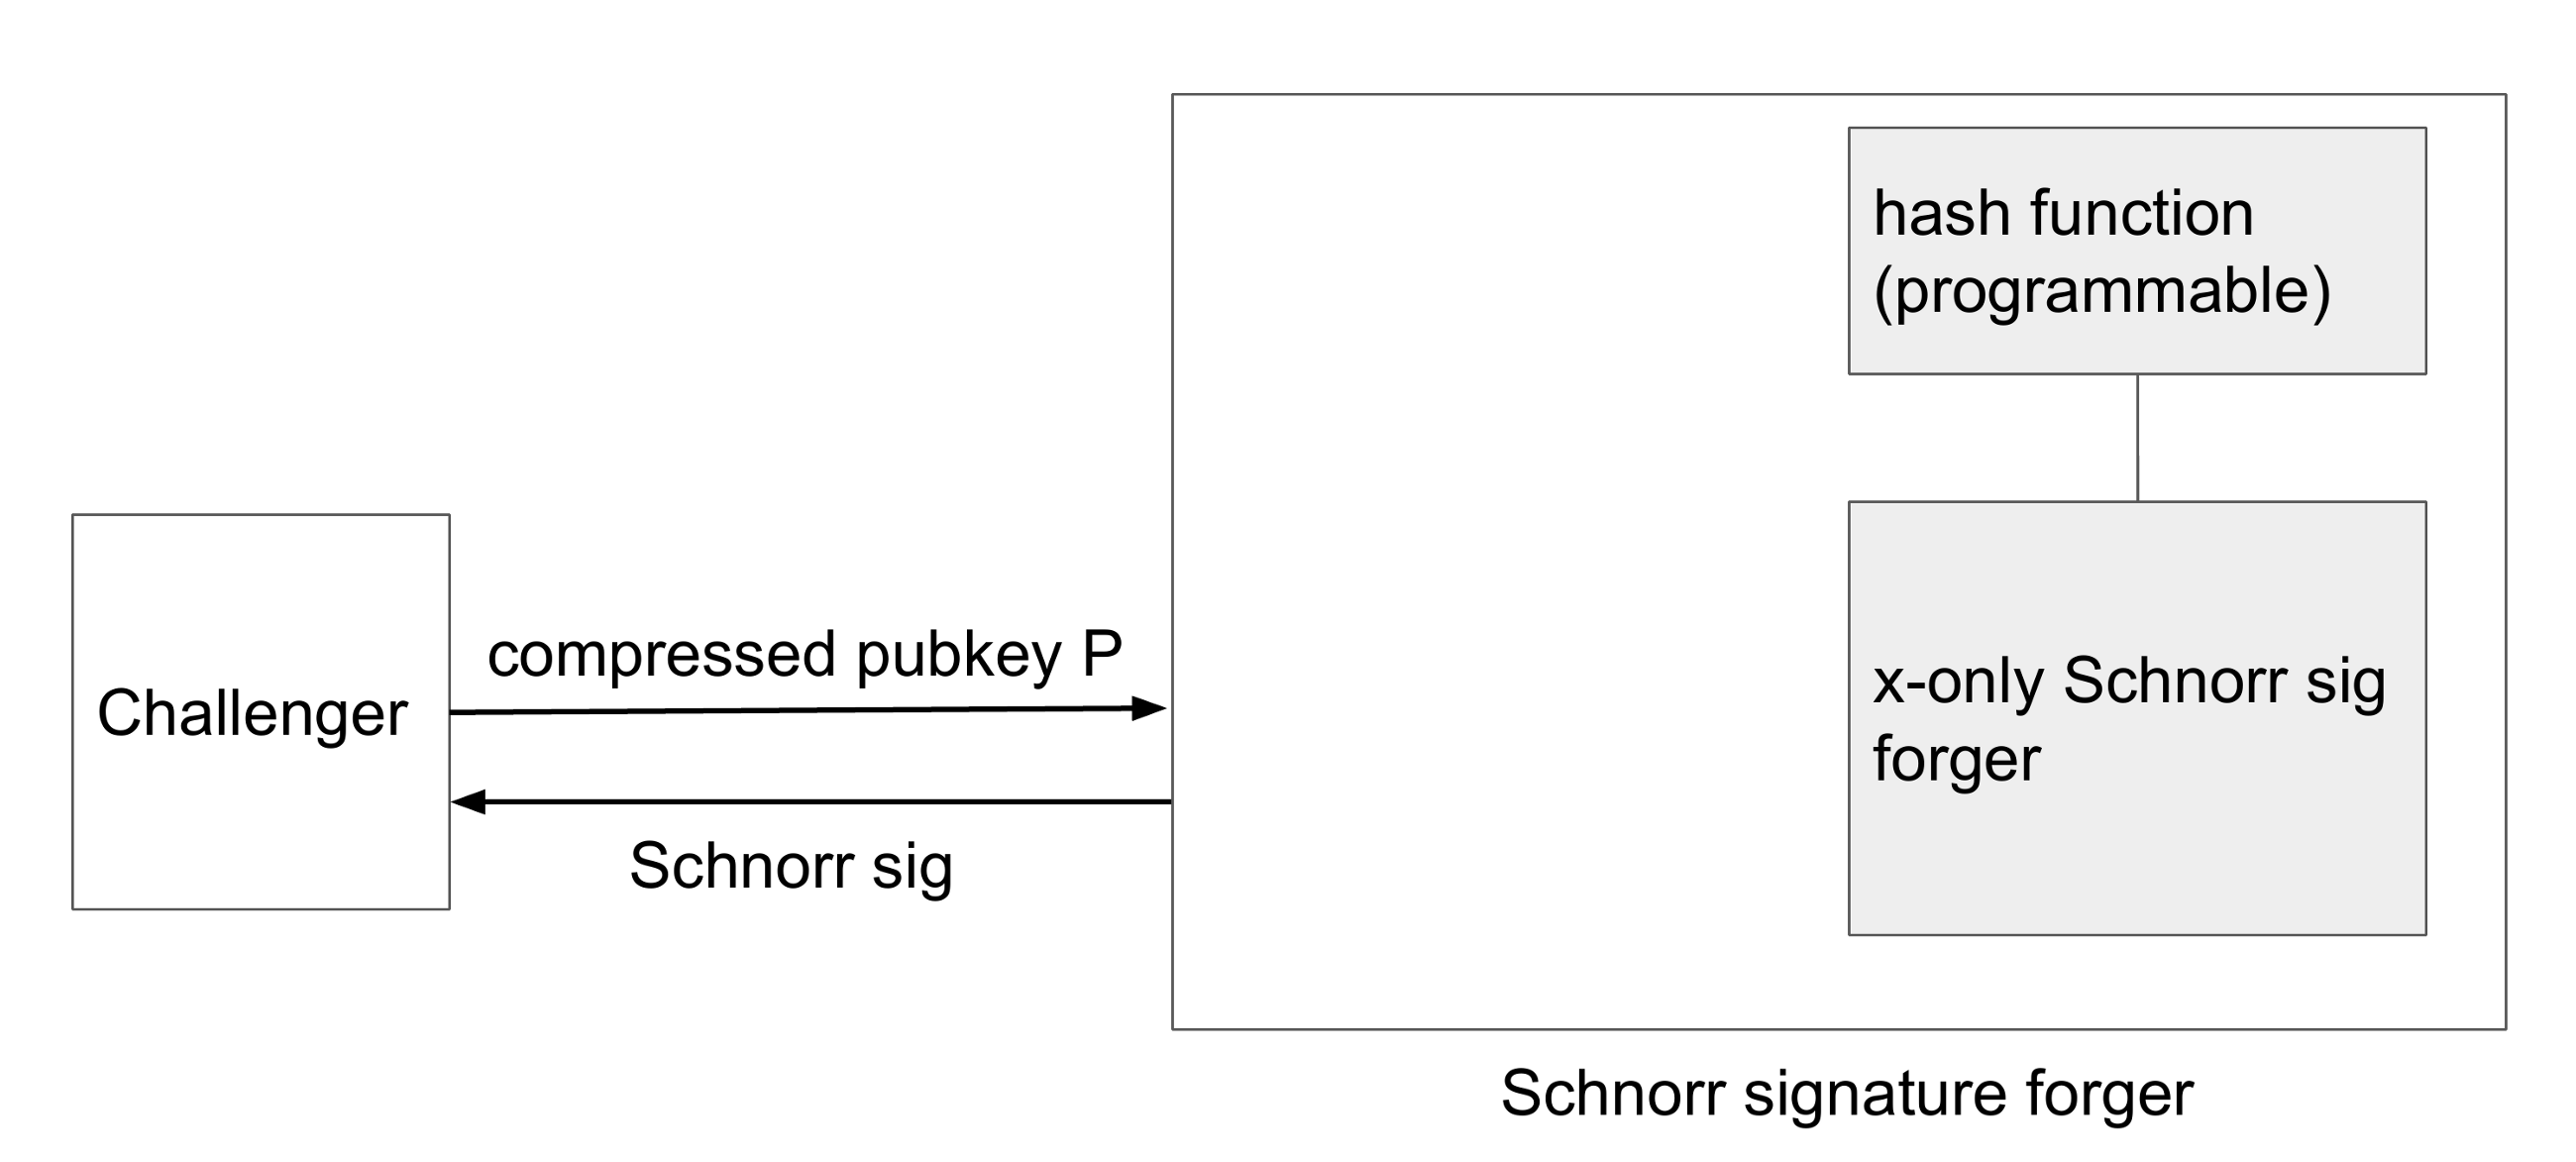 Challenger
compressed pubkey P
Schnorr sig
hash function
(programmable)
x-only Schnorr sig
forger
Schnorr signature forger